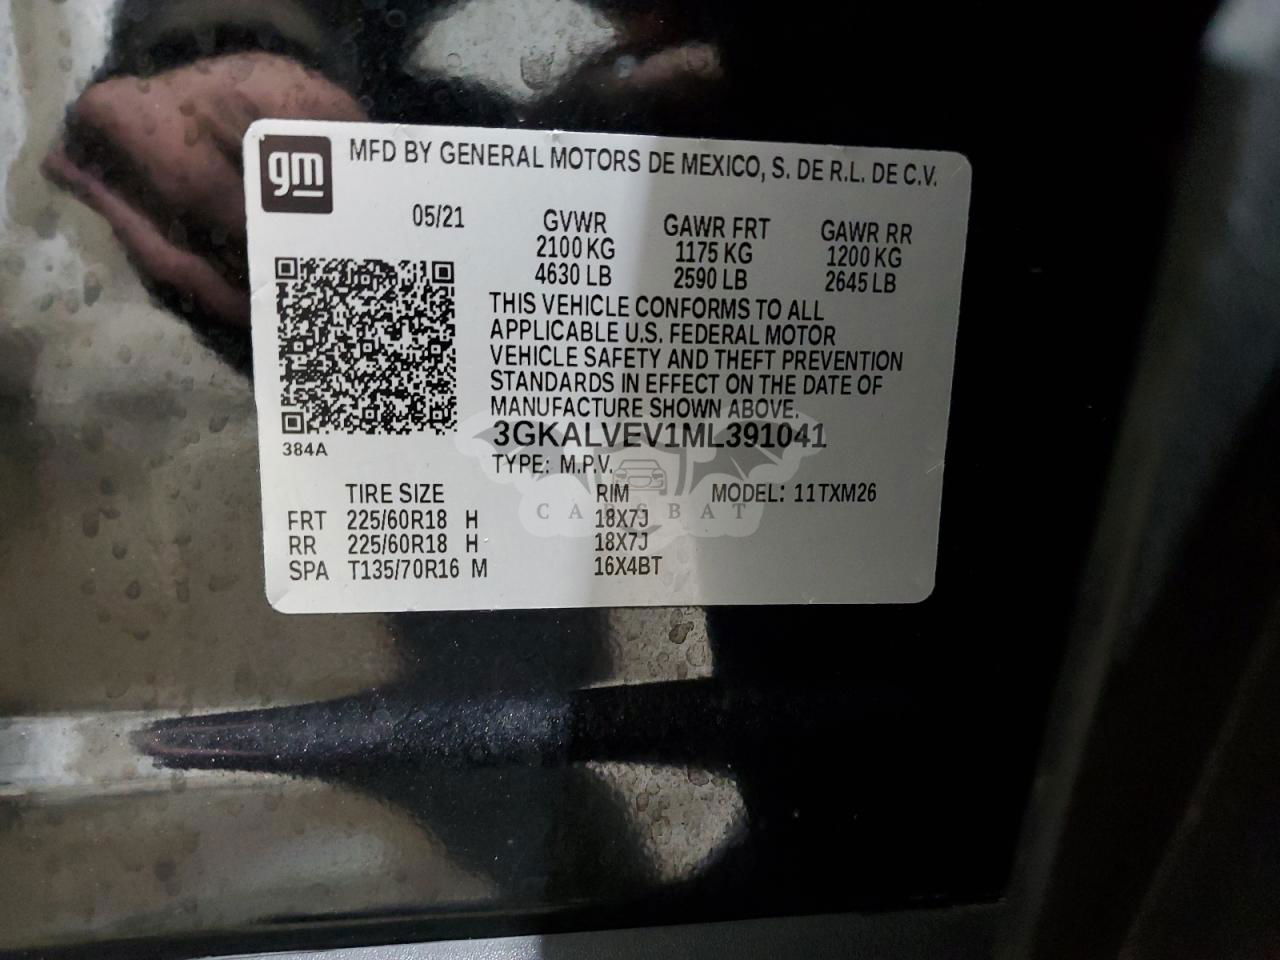 gm
MFD BY GENERAL MOTORS DE MEXICO, S. DE R.L. DE C.V.
05/21 GVWR GAWR FRT GAWR RR
2100 KG 1175 KG 1200 KG
4630 LB 2590 LB 2645 LB
THIS VEHICLE CONFORMS TO ALL
APPLICABLE U.S. FEDERAL MOTOR
VEHICLE SAFETY AND THEFT PREVENTION
STANDARDS IN EFFECT ON THE DATE OF
MANUFACTURE SHOWN ABOVE.
3GKALVEV1ML391041
384A
TYPE: M.P.V.
TIRE SIZE RIM MODEL: 11TXM26
CARSBAT
FRT 225/60R18 H 18X7J
RR 225/60R18 H 18X7J
SPA T135/70R16 M 16X4BT